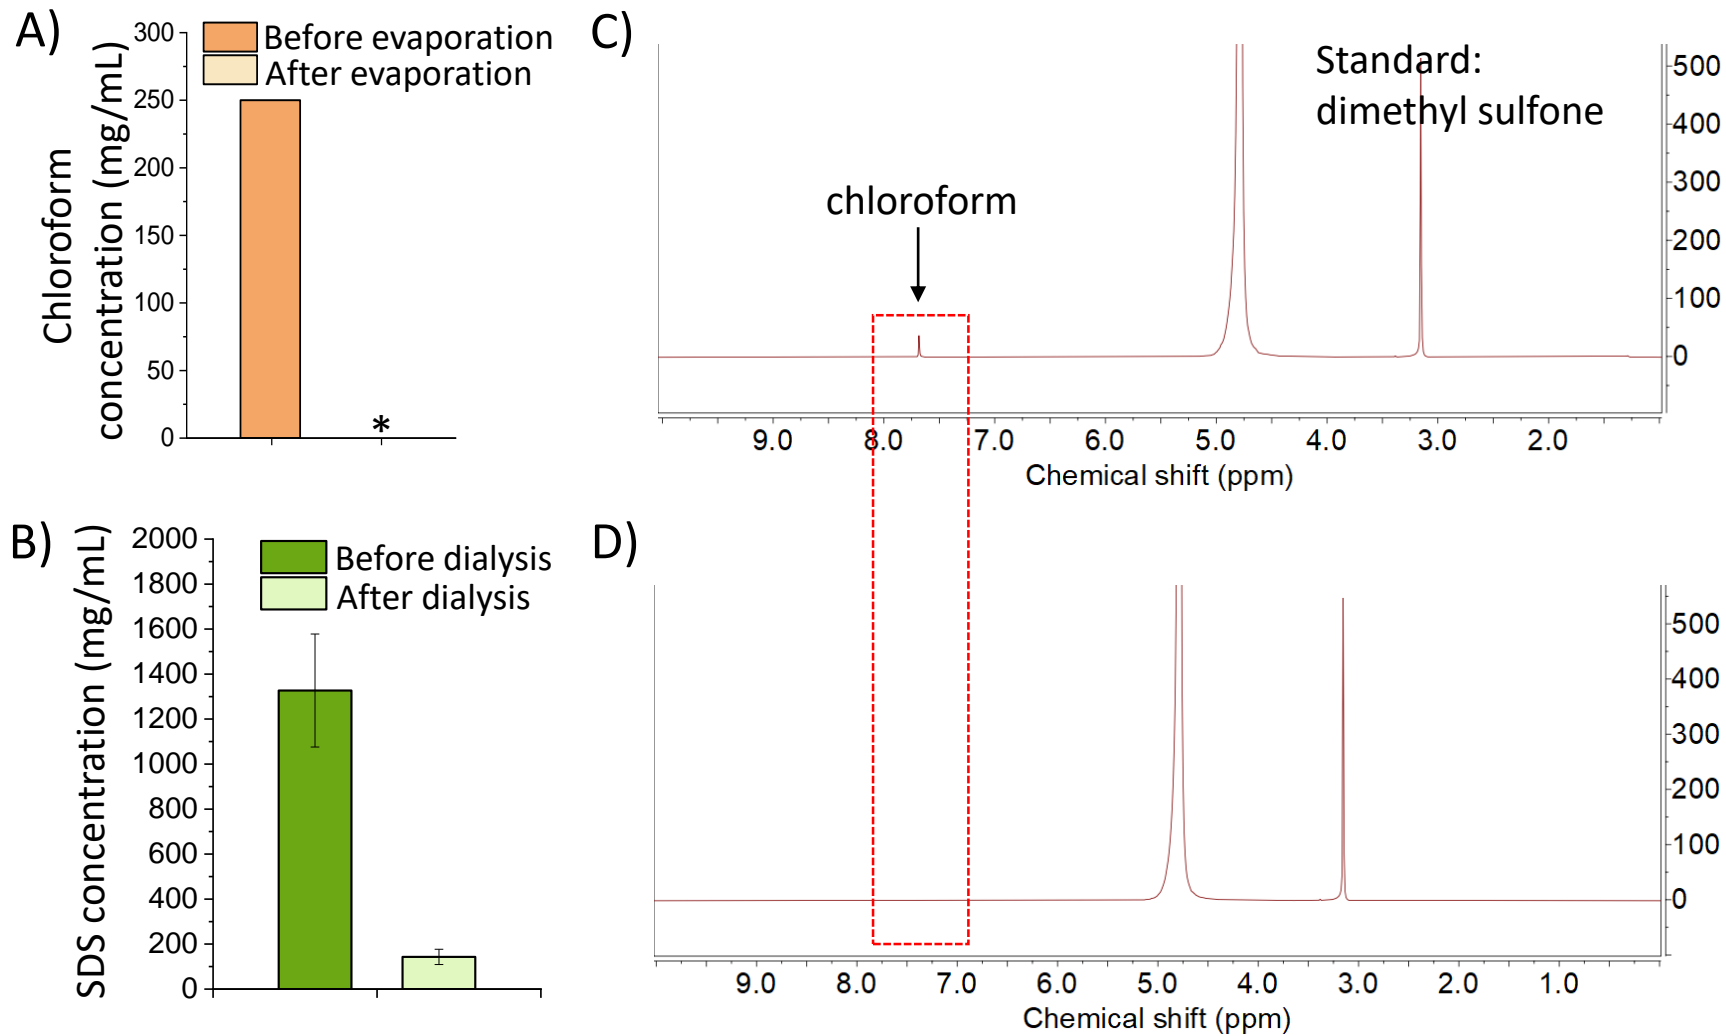 A)
Before evaporation
After evaporation
Chloroform
concentration (mg/mL)
300
250
200
150
100
50
0
*
B)
Before dialysis
After dialysis
SDS concentration (mg/mL)
2000
1800
1600
1400
1200
1000
800
600
400
200
0
C)
Standard:
dimethyl sulfone
chloroform
500
400
300
200
100
0
9.0 8.0 7.0 6.0 5.0 4.0 3.0 2.0
Chemical shift (ppm)
D)
500
400
300
200
100
0
9.0 8.0 7.0 6.0 5.0 4.0 3.0 2.0 1.0
Chemical shift (ppm)